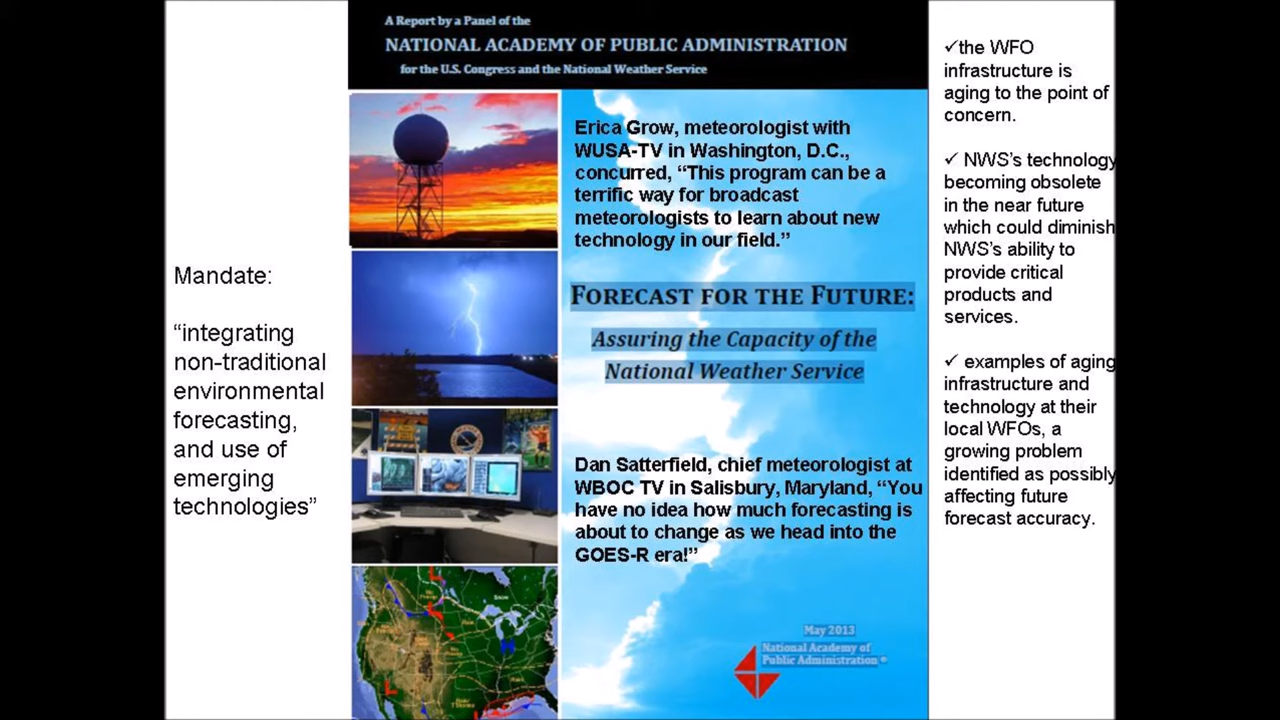 A Report by a Panel of the
NATIONAL ACADEMY OF PUBLIC ADMINISTRATION
for the U.S. Congress and the National Weather Service
Mandate:
“integrating
non-traditional
environmental
forecasting,
and use of
emerging
technologies”
Erica Grow, meteorologist with
WUSA-TV in Washington, D.C.,
concurred, “This program can be a
terrific way for broadcast
meteorologists to learn about new
technology in our field.”
FORECAST FOR THE FUTURE:
Assuring the Capacity of the
National Weather Service
Dan Satterfield, chief meteorologist at
WBOC TV in Salisbury, Maryland, “You
have no idea how much forecasting is
about to change as we head into the
GOES-R era!”
May 2013
National Academy of
Public Administration ®
✓the WFO
infrastructure is
aging to the point of
concern.
✓ NWS’s technology
becoming obsolete
in the near future
which could diminish
NWS’s ability to
provide critical
products and
services.
✓ examples of aging
infrastructure and
technology at their
local WFOs, a
growing problem
identified as possibly
affecting future
forecast accuracy.
L
Snow
H
L